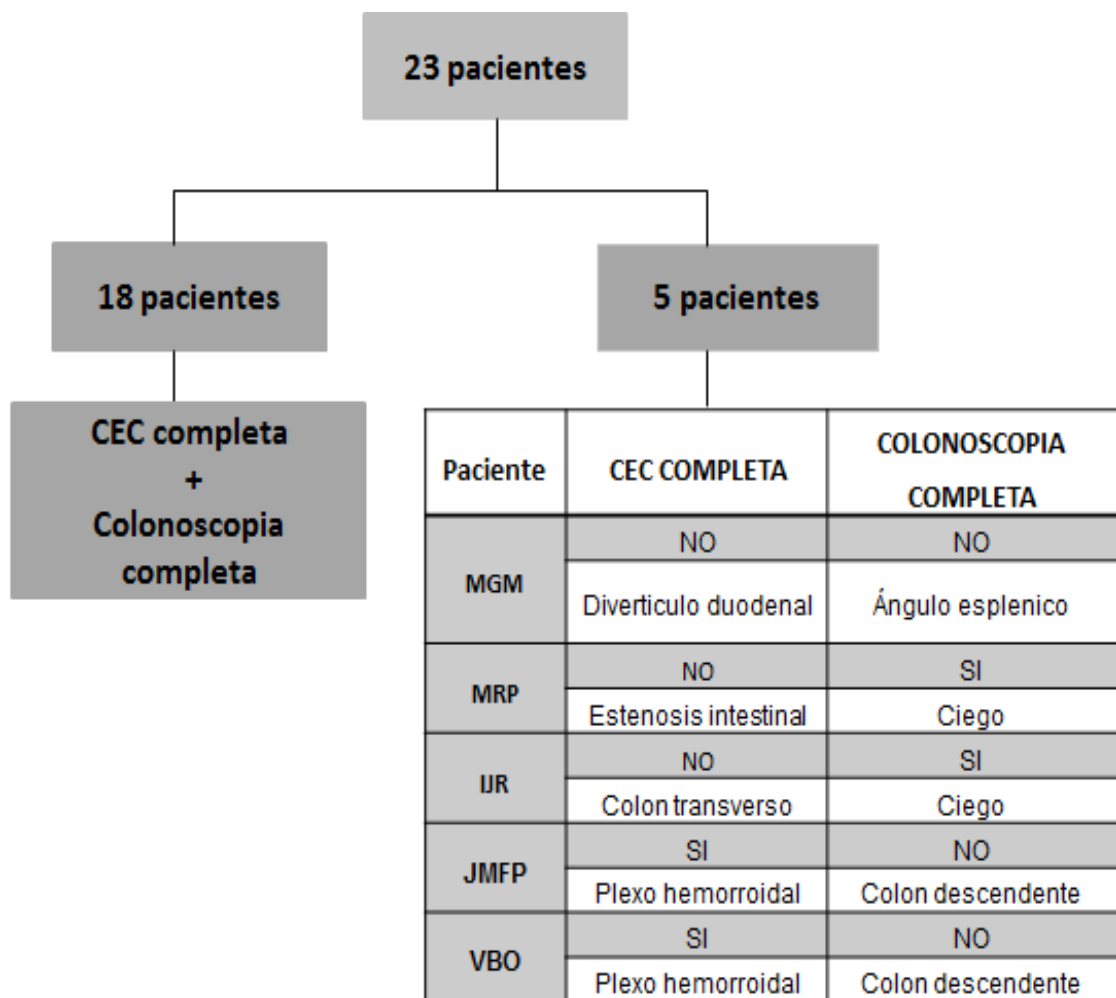 23 pacientes
18 pacientes
5 pacientes
CEC completa
+
Colonoscopia
completa
Paciente CEC COMPLETA COLONOSCOPIA
COMPLETA
MGM NO NO
Diverticulo duodenal Ángulo esplenico
MRP NO SI
Estenosis intestinal Ciego
IJR NO SI
Colon transverso Ciego
JMFP SI NO
Plexo hemorroidal Colon descendente
VBO SI NO
Plexo hemorroidal Colon descendente